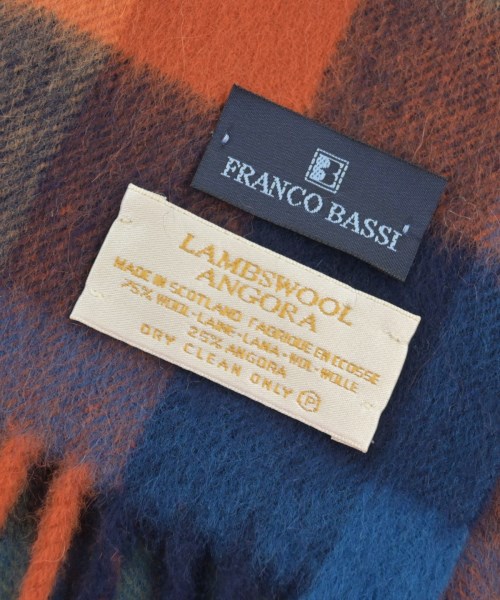 FRANCO BASSI
LAMBSWOOL
ANGORA
MADE IN SCOTLAND FABRIQUE EN ECOSSE
75% WOOL-LAINE-LANA-WOL-WOLLE
25% ANGORA
DRY CLEAN ONLY Ⓟ